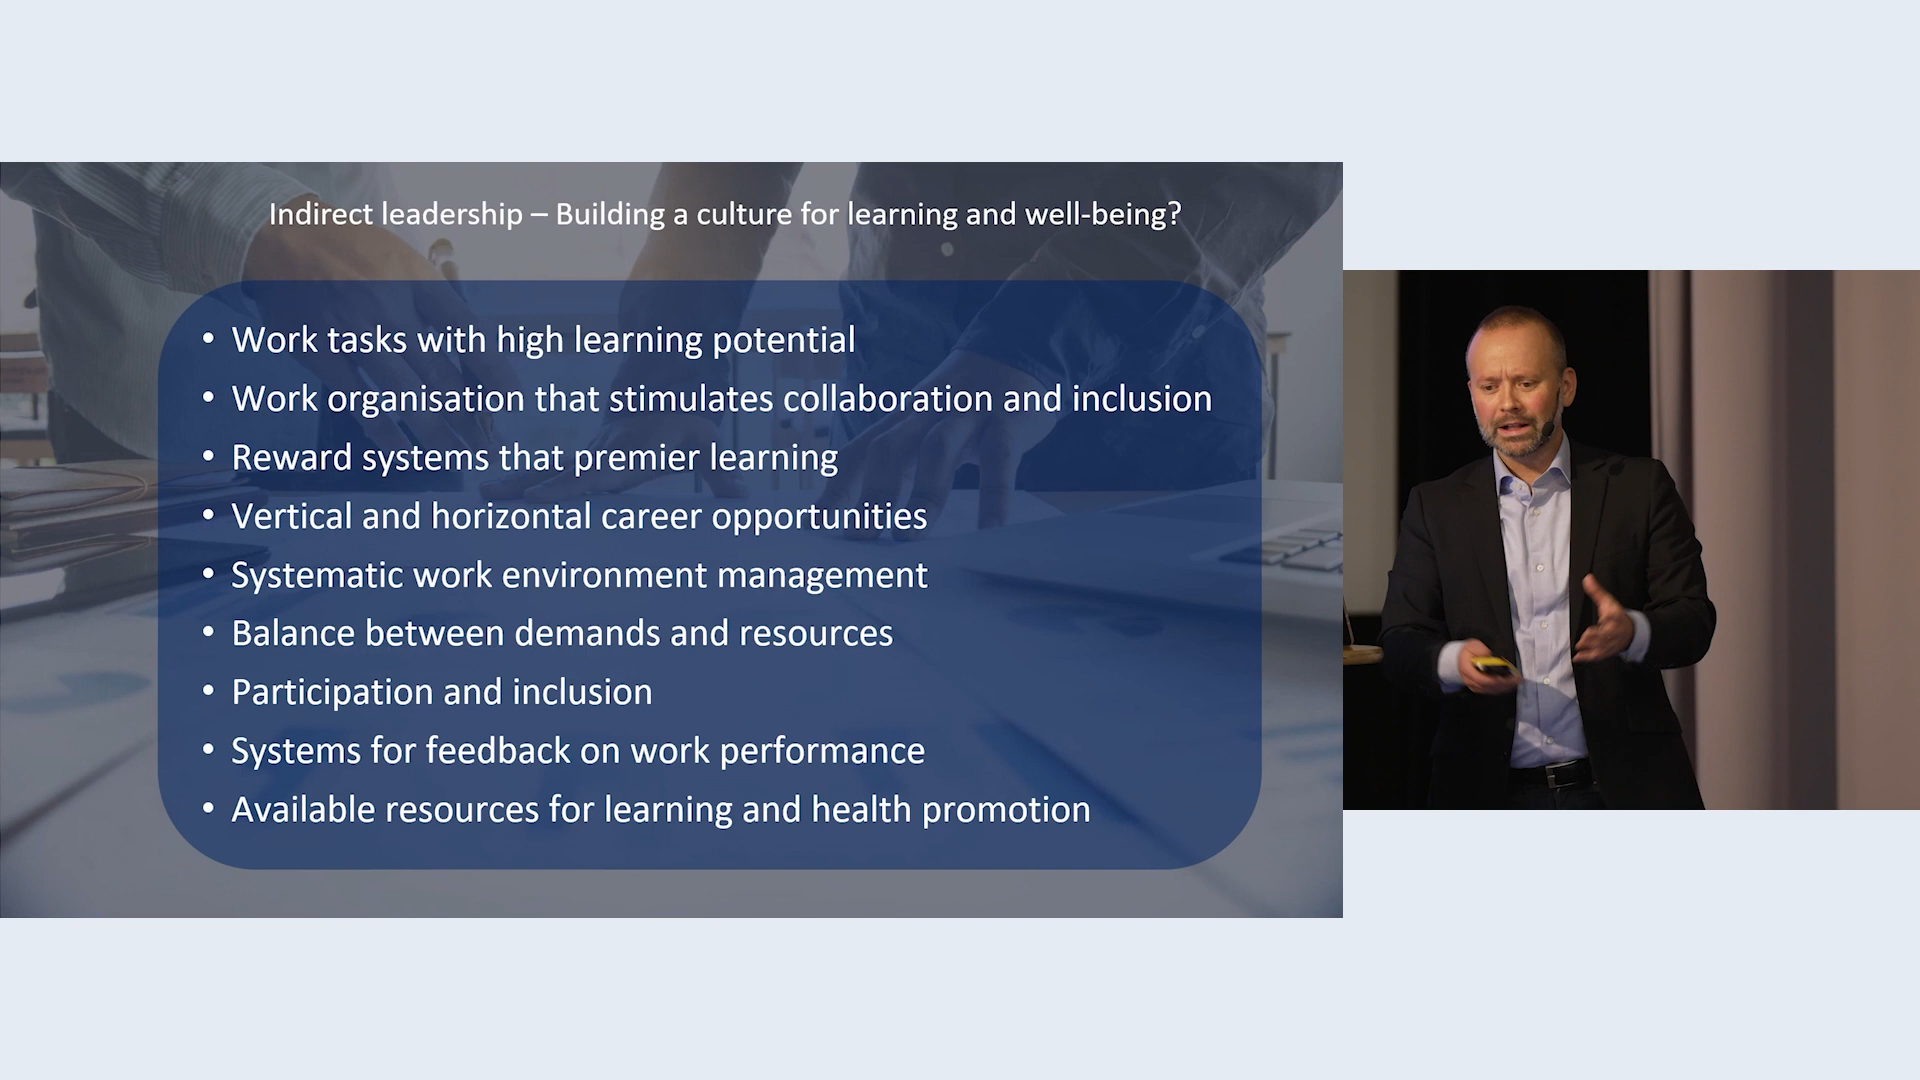 Indirect leadership – Building a culture for learning and well-being?
• Work tasks with high learning potential
• Work organisation that stimulates collaboration and inclusion
• Reward systems that premier learning
• Vertical and horizontal career opportunities
• Systematic work environment management
• Balance between demands and resources
• Participation and inclusion
• Systems for feedback on work performance
• Available resources for learning and health promotion